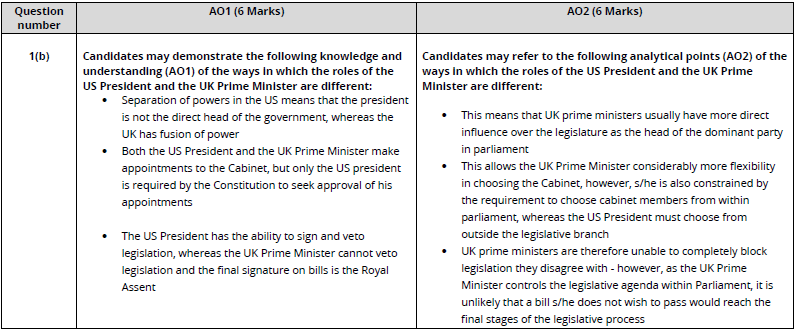 Question
number
AO1 (6 Marks)
AO2 (6 Marks)
1(b)
Candidates may demonstrate the following knowledge and
understanding (AO1) of the ways in which the roles of the
US President and the UK Prime Minister are different:
• Separation of powers in the US means that the president
is not the direct head of the government, whereas the
UK has fusion of power
• Both the US President and the UK Prime Minister make
appointments to the Cabinet, but only the US president
is required by the Constitution to seek approval of his
appointments
• The US President has the ability to sign and veto
legislation, whereas the UK Prime Minister cannot veto
legislation and the final signature on bills is the Royal
Assent
Candidates may refer to the following analytical points (AO2) of the
ways in which the roles of the US President and the UK Prime
Minister are different:
• This means that UK prime ministers usually have more direct
influence over the legislature as the head of the dominant party
in parliament
• This allows the UK Prime Minister considerably more flexibility
in choosing the Cabinet, however, s/he is also constrained by
the requirement to choose cabinet members from within
parliament, whereas the US President must choose from
outside the legislative branch
• UK prime ministers are therefore unable to completely block
legislation they disagree with - however, as the UK Prime
Minister controls the legislative agenda within Parliament, it is
unlikely that a bill s/he does not wish to pass would reach the
final stages of the legislative process